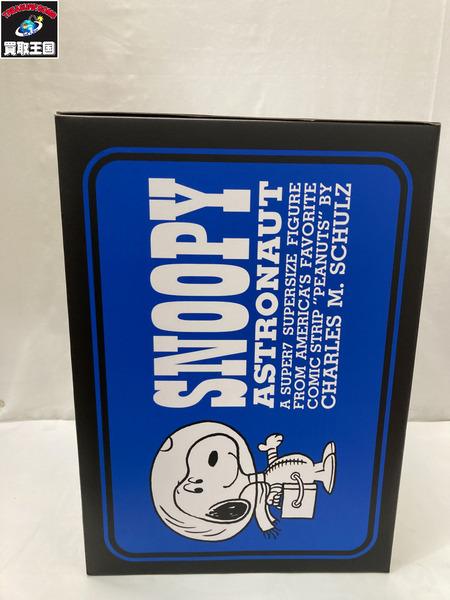 買取王国
SNOOPY
ASTRONAUT
A SUPER7 SUPERSIZE FIGURE
FROM AMERICA'S FAVORITE
COMIC STRIP "PEANUTS" BY
CHARLES M. SCHULZ